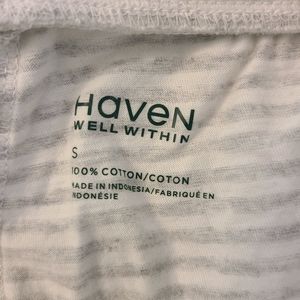 HaveN
WELL WITHIN
S
100% COTTON/COTON
MADE IN INDONESIA/FABRIQUÉ EN
INDONÉSIE